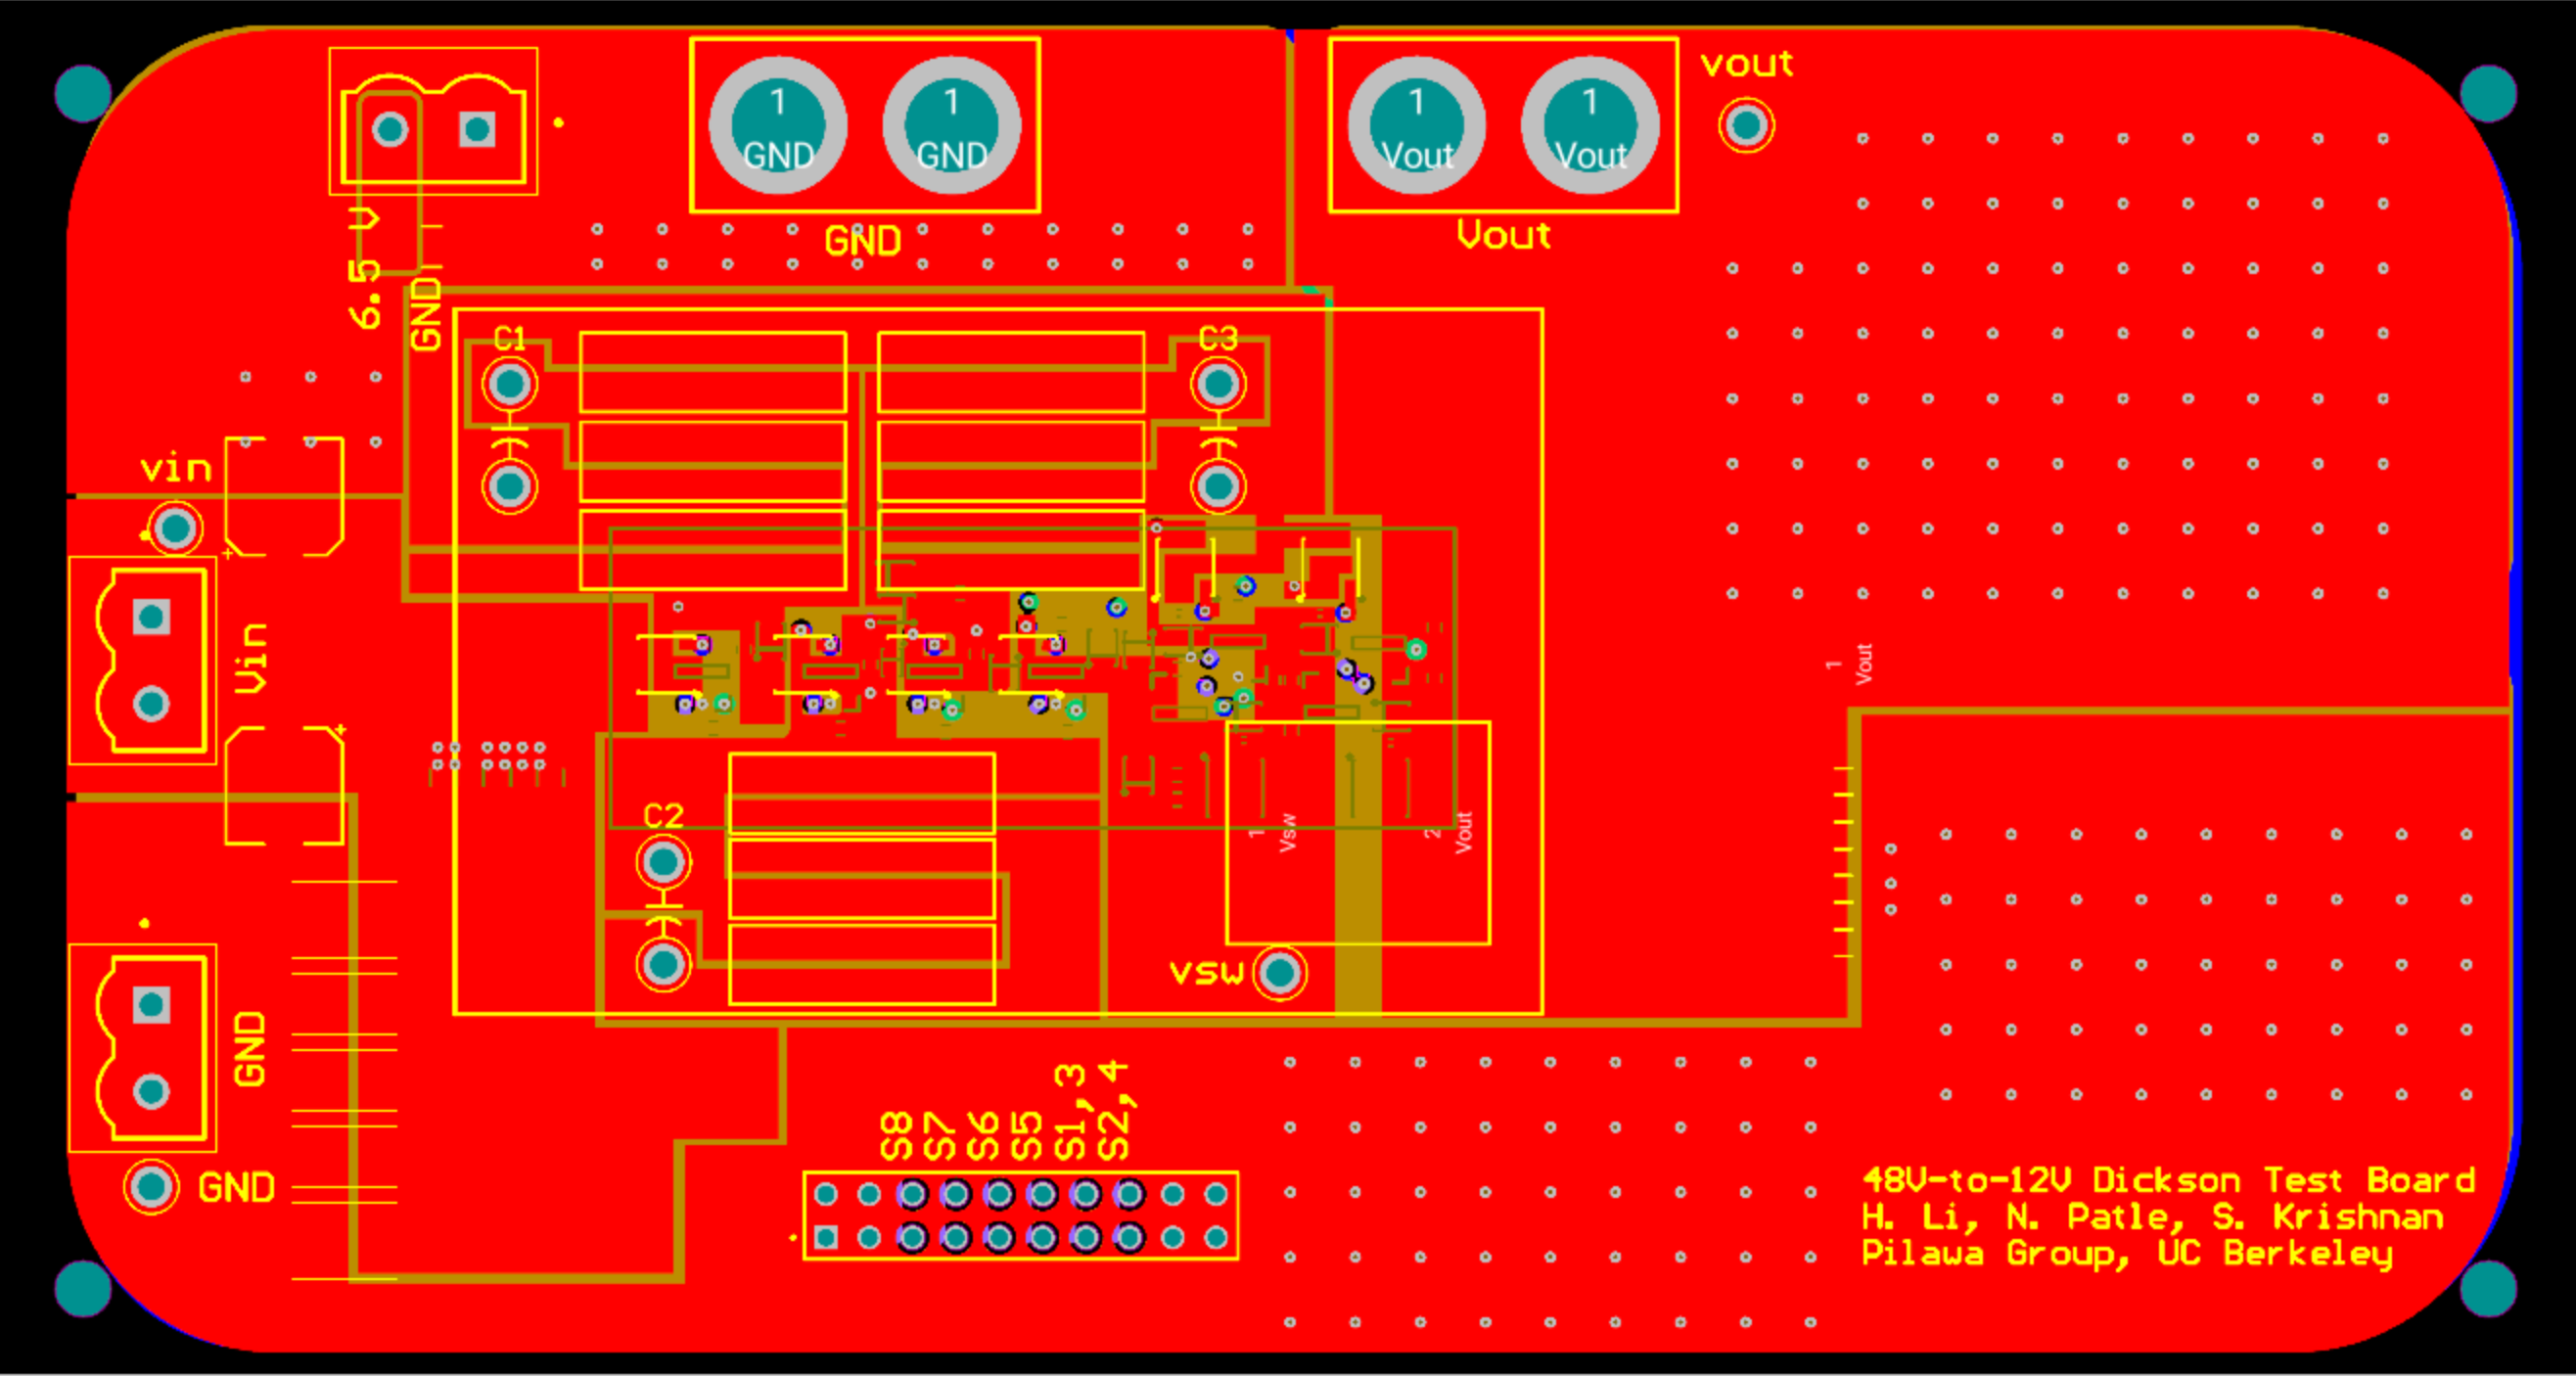 1
GND
1
GND
1
Vout
1
Vout
vout
GND
Vout
6.5 V
GND
C1
C3
vin
Vin
1
Vout
C2
1
Vsw
2
Vout
vsw
GND
GND
S8
S7
S6
S5
S1,3
S2,4
48V-to-12V Dickson Test Board
H. Li, N. Patle, S. Krishnan
Pilawa Group, UC Berkeley